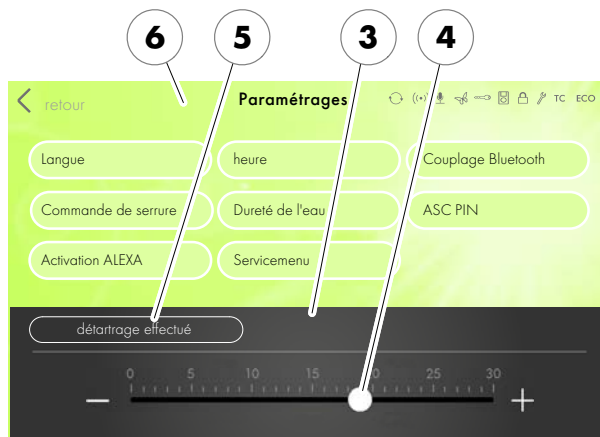 6 5 3 4
retour Paramétrages TC ECO
Langue heure Couplage Bluetooth
Commande de serrure Dureté de l'eau ASC PIN
Activation ALEXA Servicemenu
détartrage effectué
0 5 10 15 20 25 30
− +